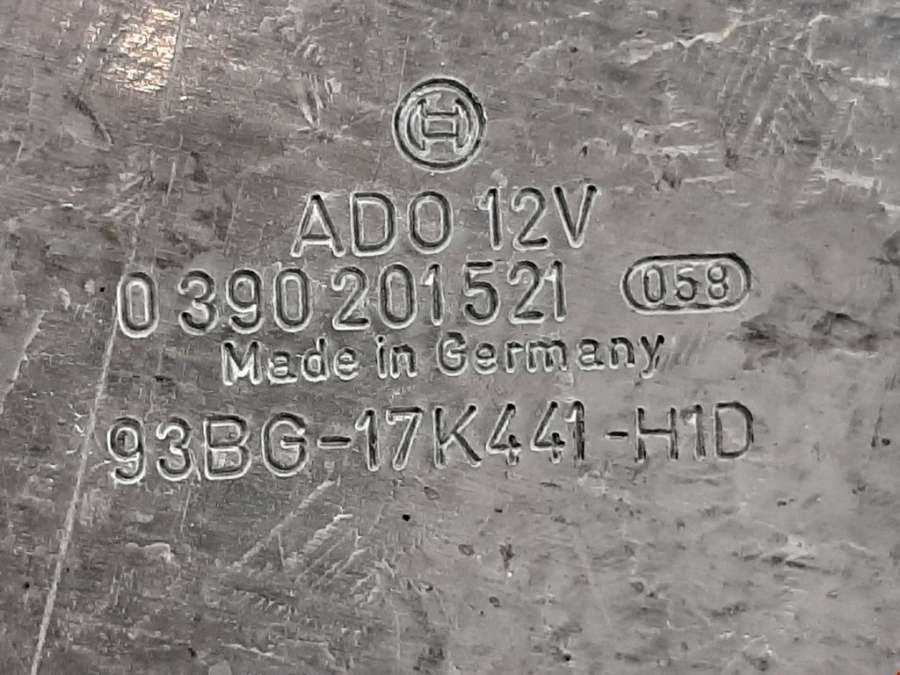 ADO 12V
0 390 201 521 058
Made in Germany
93BG-17K441-H1D